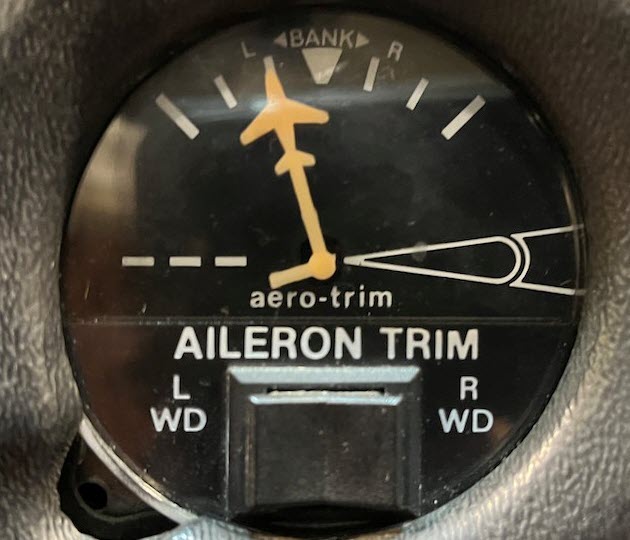 L ◄BANK► R
aero-trim
AILERON TRIM
L R
WD WD